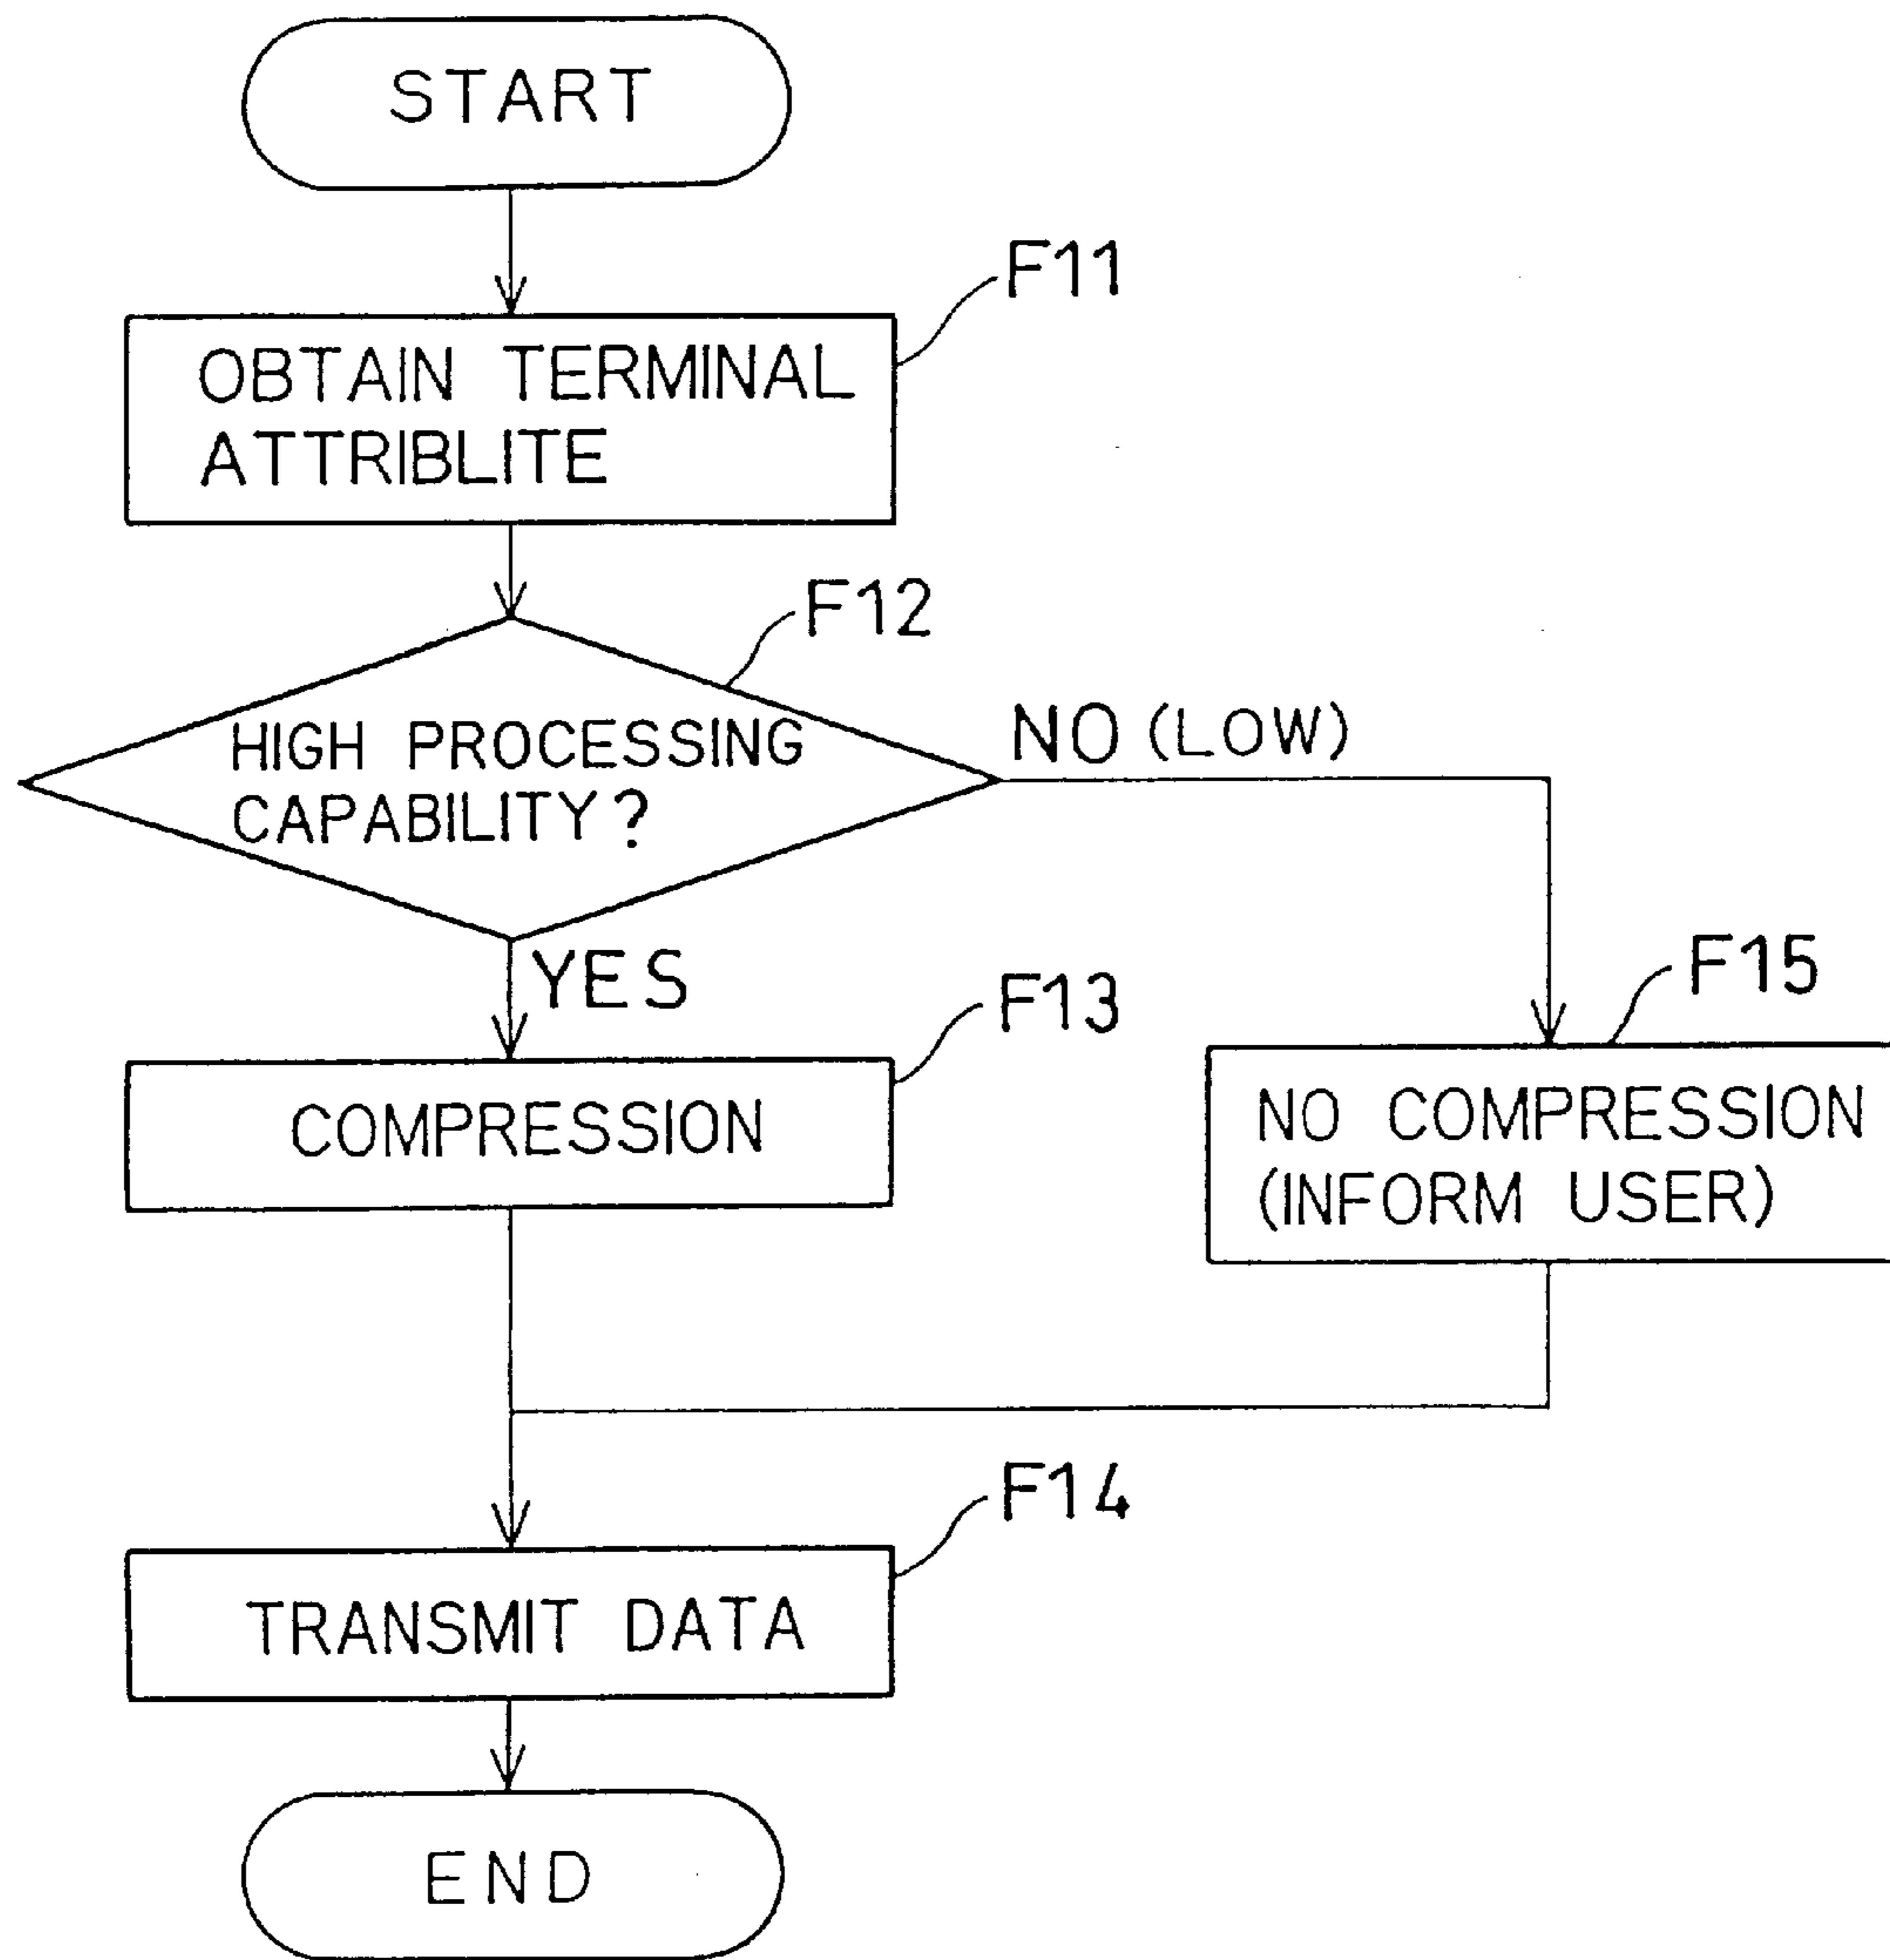 START
F11
OBTAIN TERMINAL
ATTRIBLITE
F12
HIGH PROCESSING
CAPABILITY?
NO (LOW)
YES
F13
COMPRESSION
F15
NO COMPRESSION
(INFORM USER)
F14
TRANSMIT DATA
END